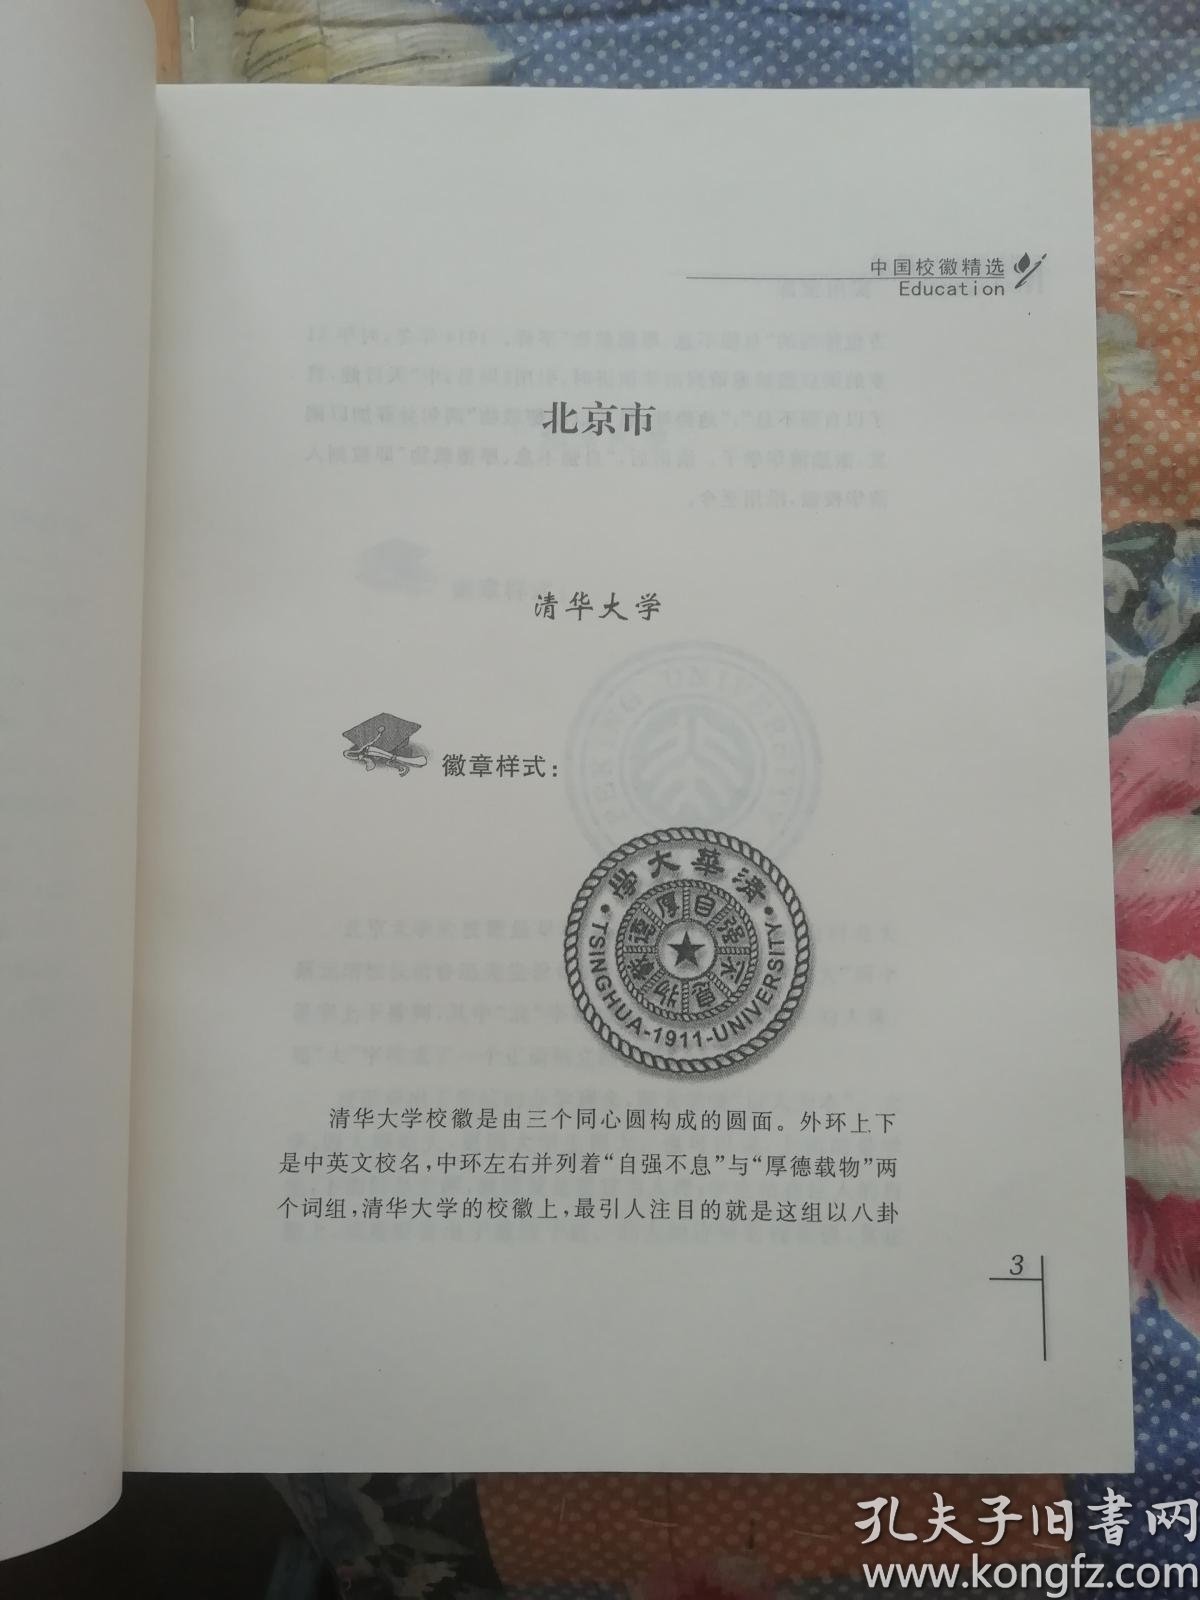 中国校徽精选
Education
北京市
清华大学
徽章样式：
清華大學
自强不息
厚德載物
TSINGHUA-1911-UNIVERSITY
PEKING UNIVERSITY
清华大学校徽是由三个同心圆构成的圆面。外环上下
是中英文校名，中环左右并列着“自强不息”与“厚德载物”两
个词组，清华大学的校徽上，最引人注目的就是这组以八卦
3
孔夫子旧书网
www.kongfz.com